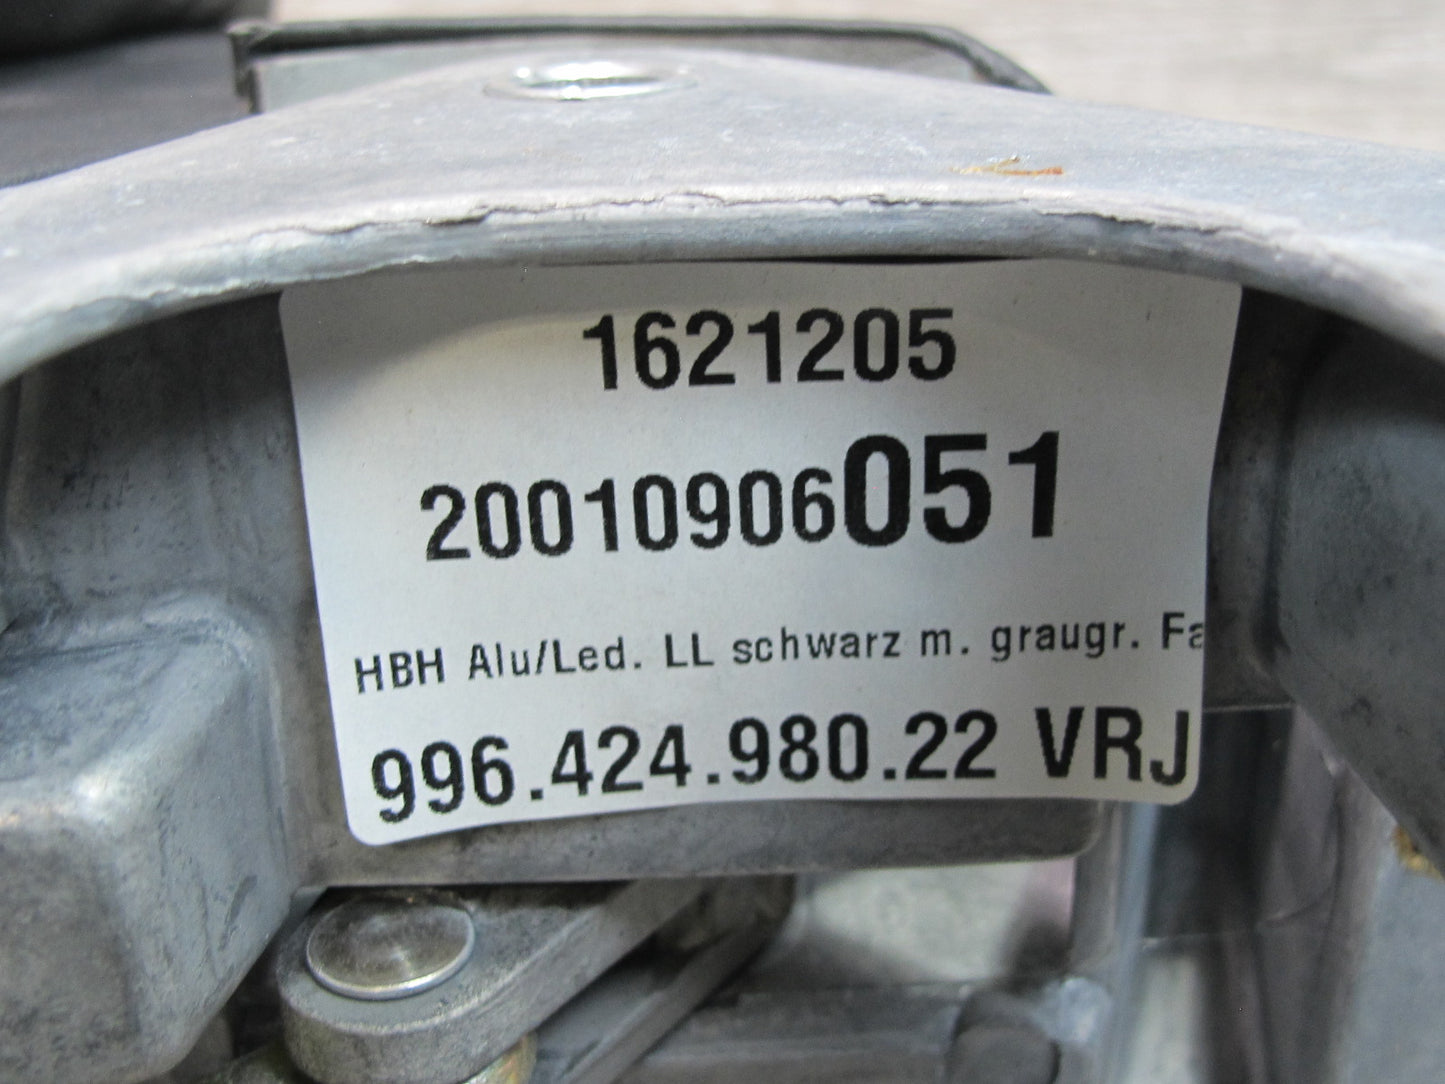 1621205
20010906051
HBH Alu/Led. LL schwarz m. graugr. Fa
996.424.980.22 VRJ